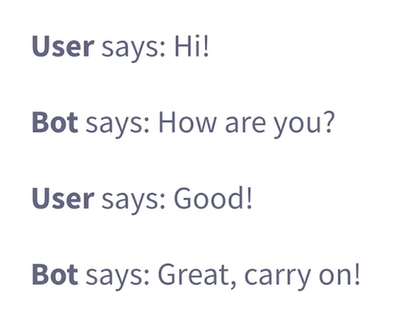 User says: Hi!
Bot says: How are you?
User says: Good!
Bot says: Great, carry on!